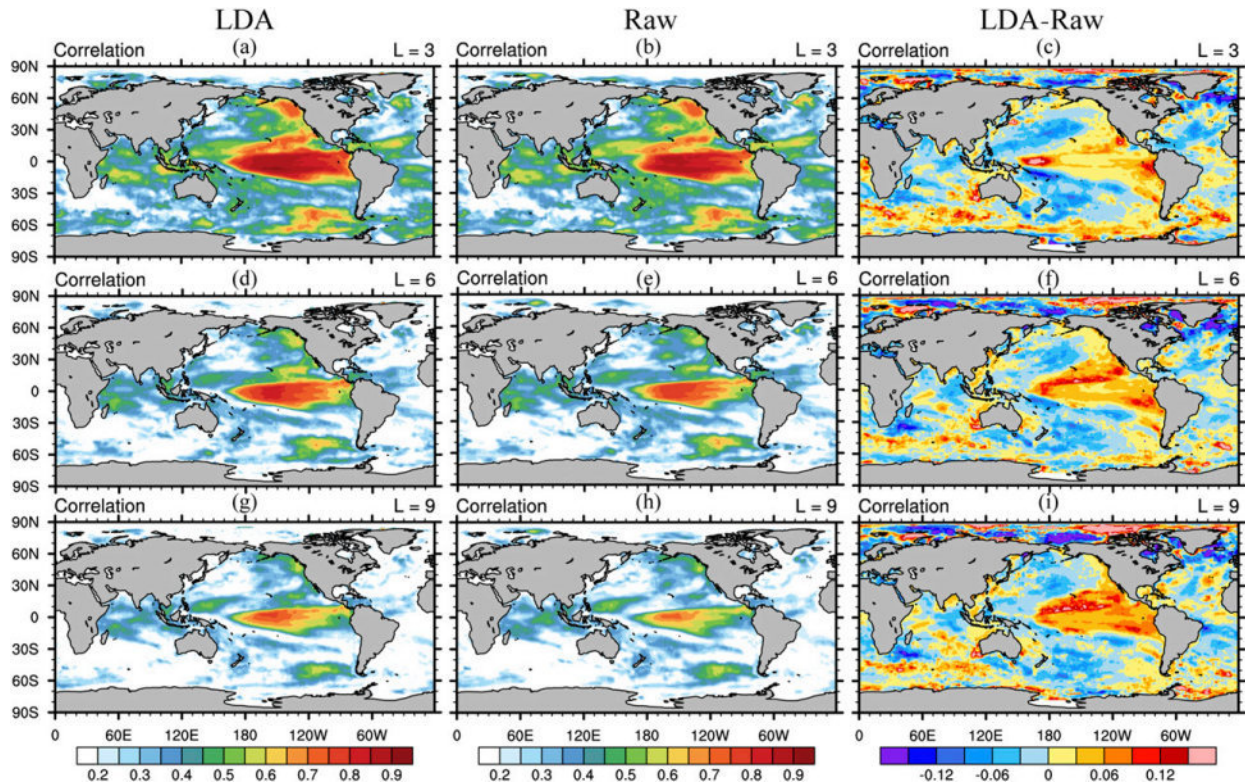 LDA Raw LDA-Raw
Correlation (a) L = 3 Correlation (b) L = 3 Correlation (c) L = 3
90N
60N
30N
0
30S
60S
90S
Correlation (d) L = 6 Correlation (e) L = 6 Correlation (f) L = 6
90N
60N
30N
0
30S
60S
90S
Correlation (g) L = 9 Correlation (h) L = 9 Correlation (i) L = 9
90N
60N
30N
0
30S
60S
90S
0 60E 120E 180 120W 60W 0 60E 120E 180 120W 60W 0 60E 120E 180 120W 60W
0.2 0.3 0.4 0.5 0.6 0.7 0.8 0.9 0.2 0.3 0.4 0.5 0.6 0.7 0.8 0.9 -0.12 -0.06 0.06 0.12